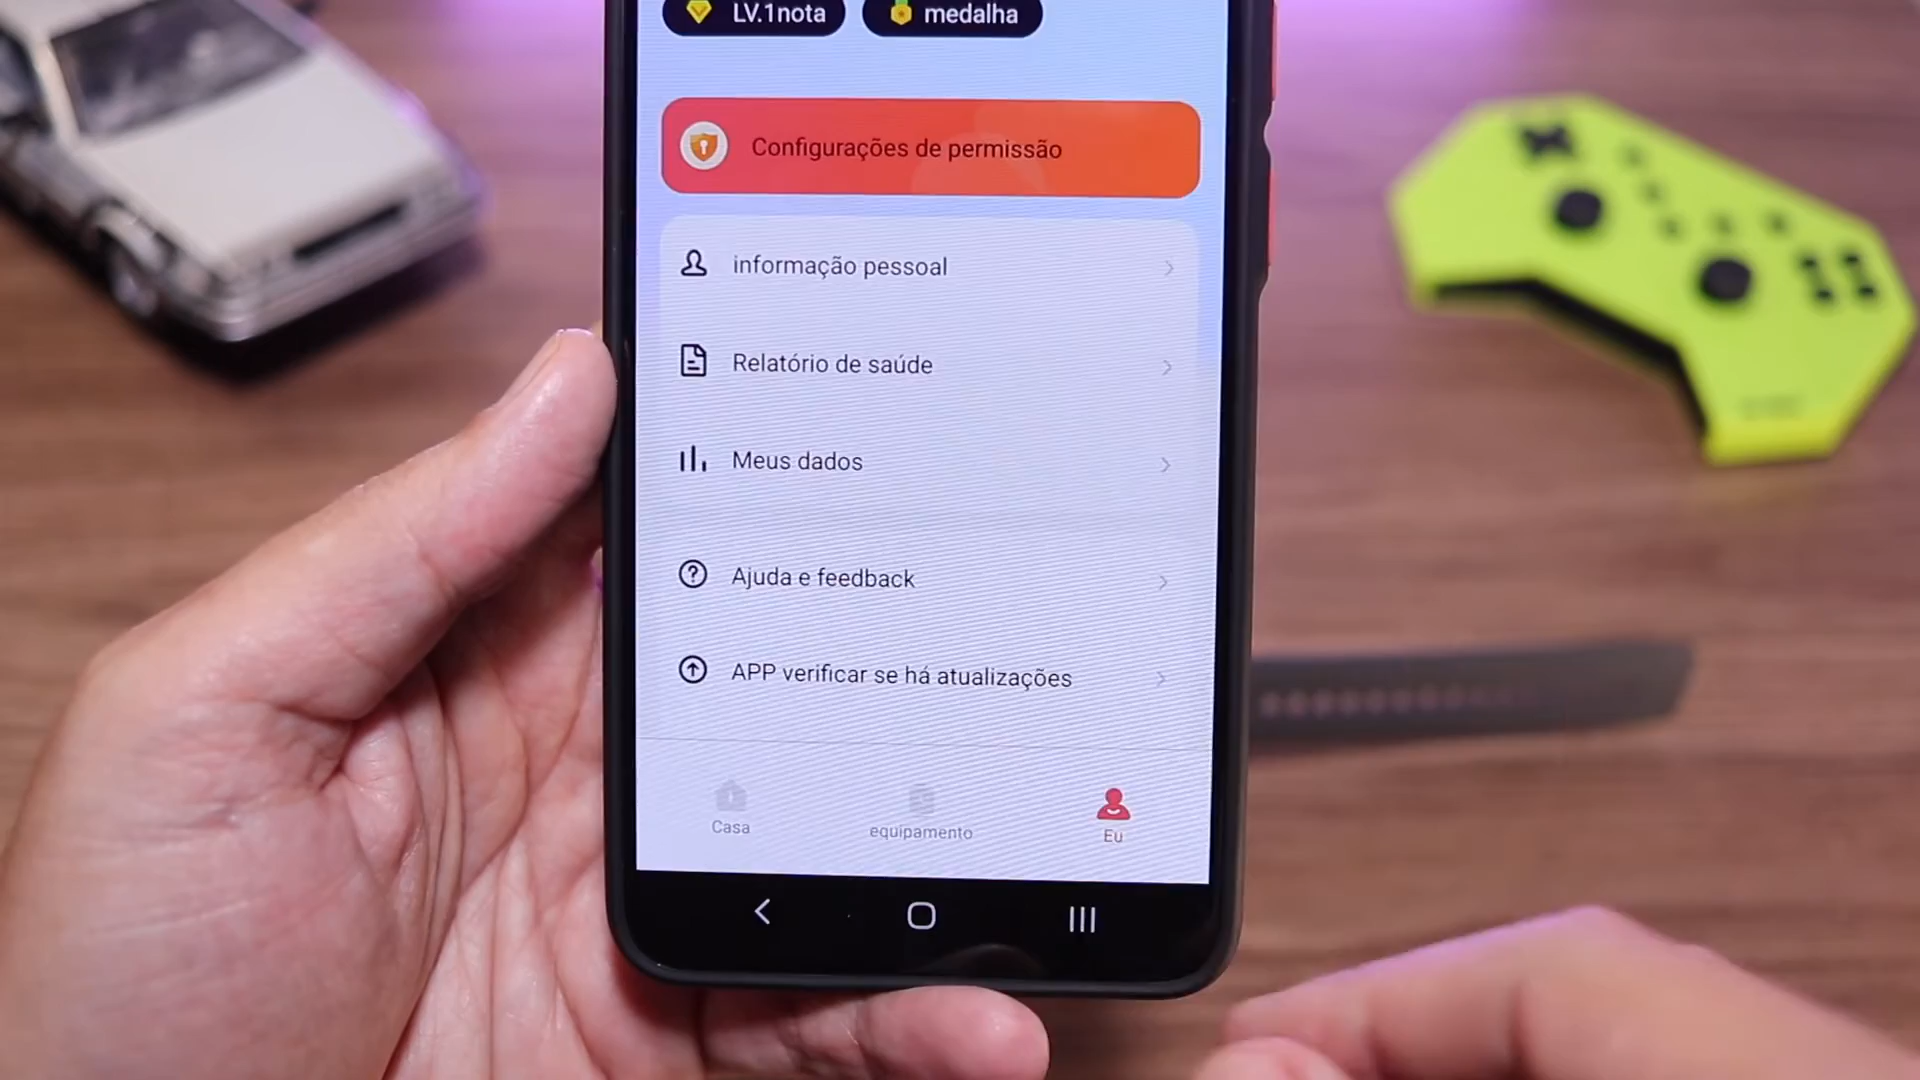 LV.1nota
medalha
Configurações de permissão
informação pessoal
Relatório de saúde
Meus dados
Ajuda e feedback
APP verificar se há atualizações
Casa
equipamento
Eu